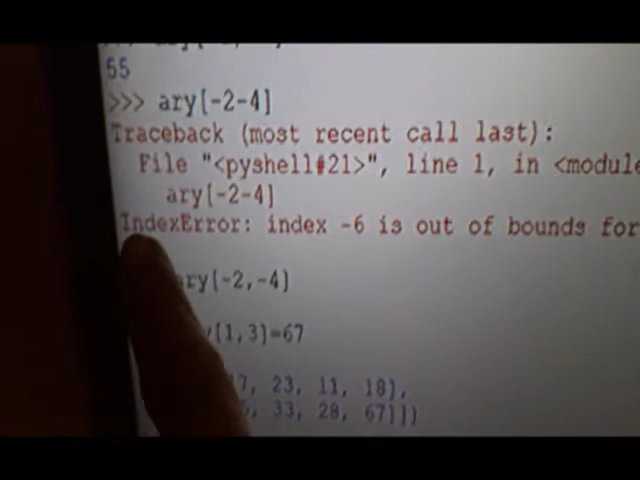 55
>>> ary[-2-4]
Traceback (most recent call last):
File "<pyshell#21>", line 1, in <module
ary[-2-4]
IndexError: index -6 is out of bounds for
ary[-2,-4]
[1,3]=67
7, 23, 11, 18],
33, 28, 67]])